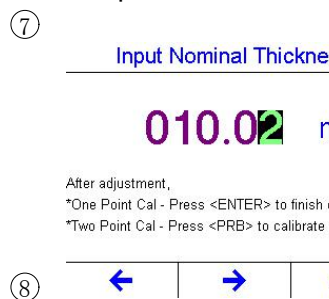 ⑦
Input Nominal
010.02
After adjustment,
*One Point Cal - Press <ENTER> to finish
*Two Point Cal - Press <PRB> to calibrate
⑧
← →